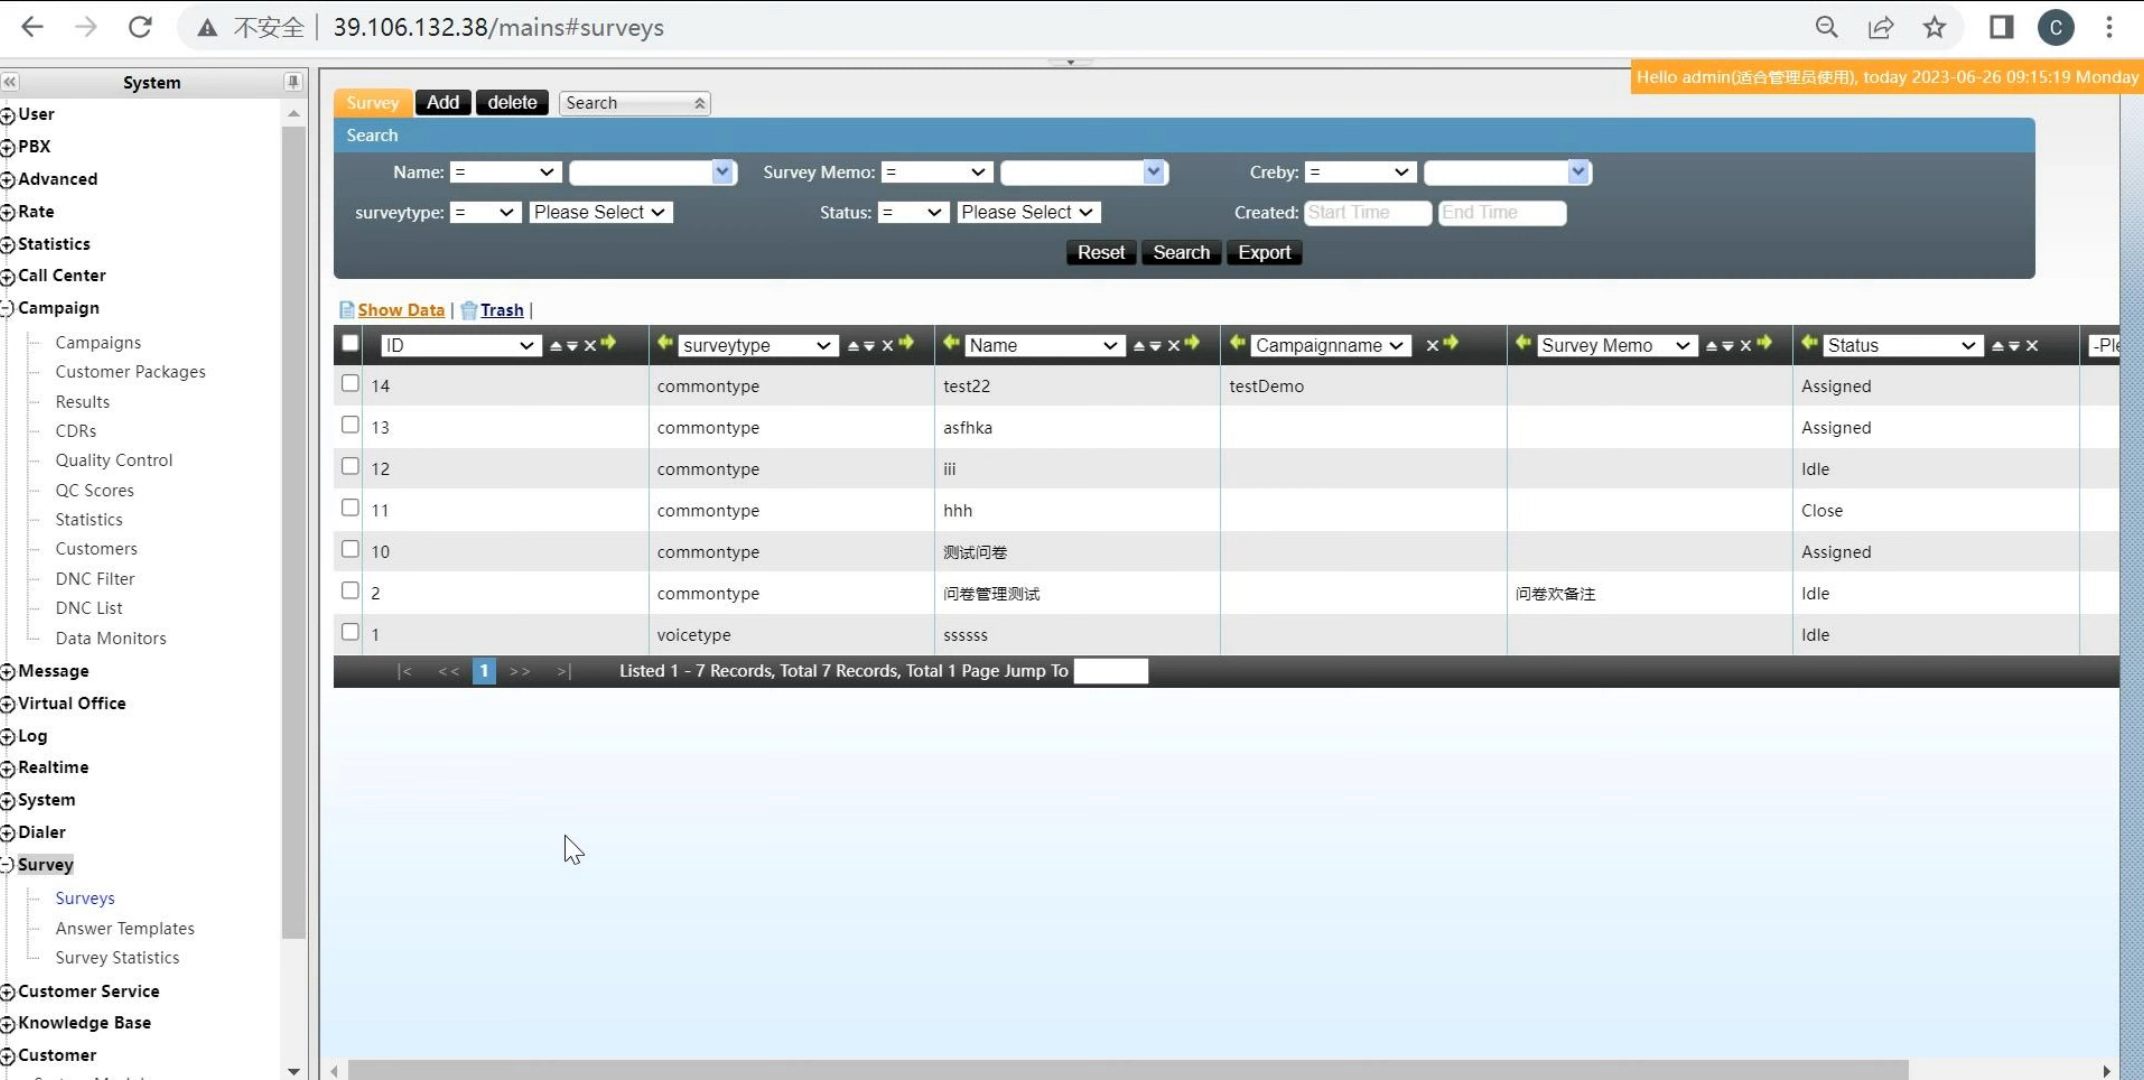 不安全 39.106.132.38/mains#surveys
C
System
Hello admin(适合管理员使用), today 2023-06-26 09:15:19 Monday
User
PBX
Advanced
Rate
Statistics
Call Center
Campaign
Campaigns
Customer Packages
Results
CDRs
Quality Control
QC Scores
Statistics
Customers
DNC Filter
DNC List
Data Monitors
Message
Virtual Office
Log
Realtime
System
Dialer
Survey
Surveys
Answer Templates
Survey Statistics
Customer Service
Knowledge Base
Customer
Survey Add delete Search
Search
Name: = Survey Memo: = Creby: =
surveytype: = Please Select Status: = Please Select Created: Start Time End Time
Reset Search Export
Show Data | Trash |
ID surveytype Name Campaignname Survey Memo Status -Ple
14 commontype test22 testDemo Assigned
13 commontype asfhka Assigned
12 commontype iii Idle
11 commontype hhh Close
10 commontype 测试问卷 Assigned
2 commontype 问卷管理测试 问卷欢备注 Idle
1 voicetype ssssss Idle
|< << 1 >> >| Listed 1 - 7 Records, Total 7 Records, Total 1 Page Jump To